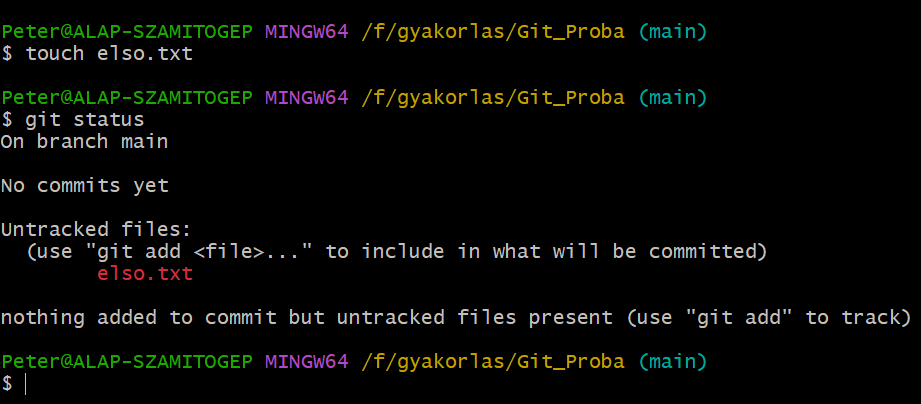 Peter@ALAP-SZAMITOGEP MINGW64 /f/gyakorlas/Git_Proba (main)
$ touch elso.txt
Peter@ALAP-SZAMITOGEP MINGW64 /f/gyakorlas/Git_Proba (main)
$ git status
On branch main
No commits yet
Untracked files:
  (use "git add <file>..." to include in what will be committed)
        elso.txt
nothing added to commit but untracked files present (use "git add" to track)
Peter@ALAP-SZAMITOGEP MINGW64 /f/gyakorlas/Git_Proba (main)
$